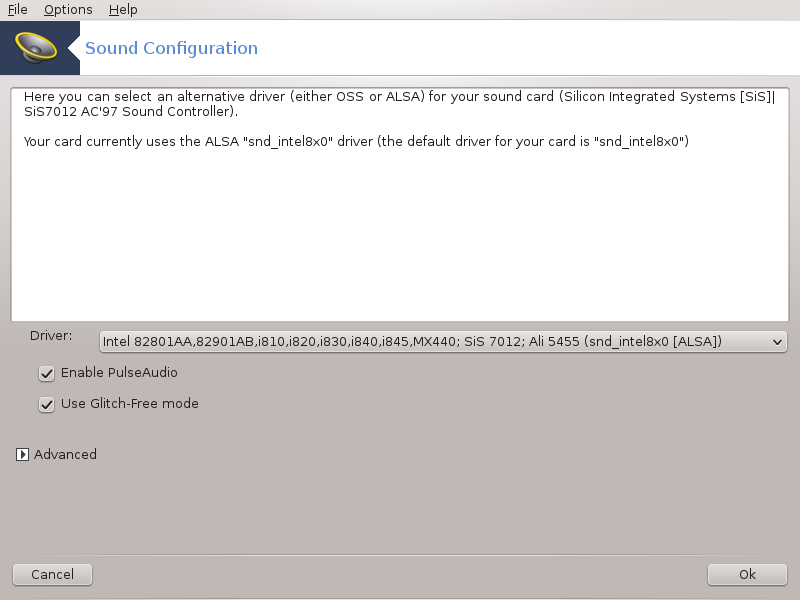 File Options Help
Sound Configuration
Here you can select an alternative driver (either OSS or ALSA) for your sound card (Silicon Integrated Systems [SiS]|
SiS7012 AC'97 Sound Controller).
Your card currently uses the ALSA "snd_intel8x0" driver (the default driver for your card is "snd_intel8x0")
Driver: Intel 82801AA,82901AB,i810,i820,i830,i840,i845,MX440; SiS 7012; Ali 5455 (snd_intel8x0 [ALSA])
Enable PulseAudio
Use Glitch-Free mode
Advanced
Cancel Ok